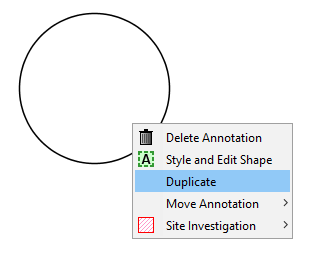 Delete Annotation
A Style and Edit Shape
Duplicate
Move Annotation
Site Investigation